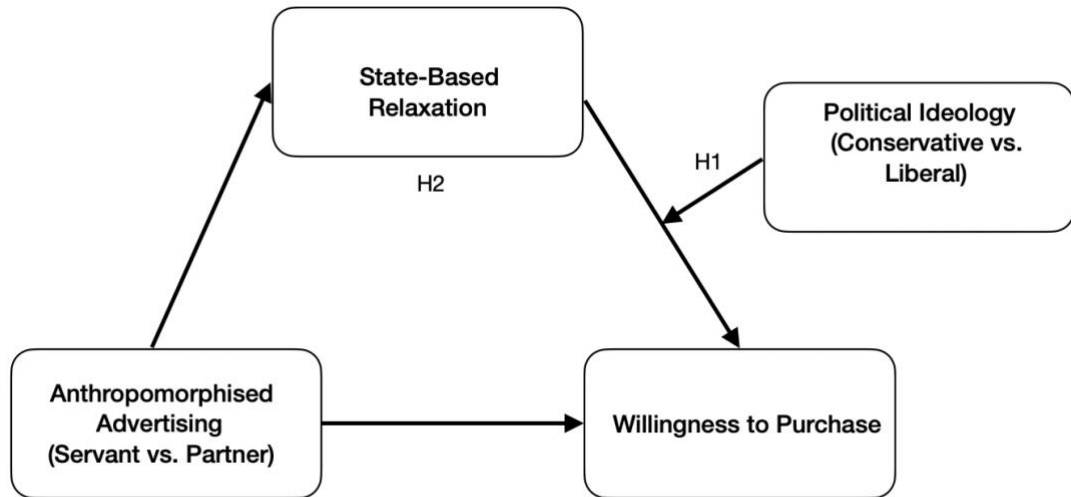 State-Based
Relaxation
Political Ideology
(Conservative vs.
Liberal)
H1
H2
Anthropomorphised
Advertising
(Servant vs. Partner)
Willingness to Purchase